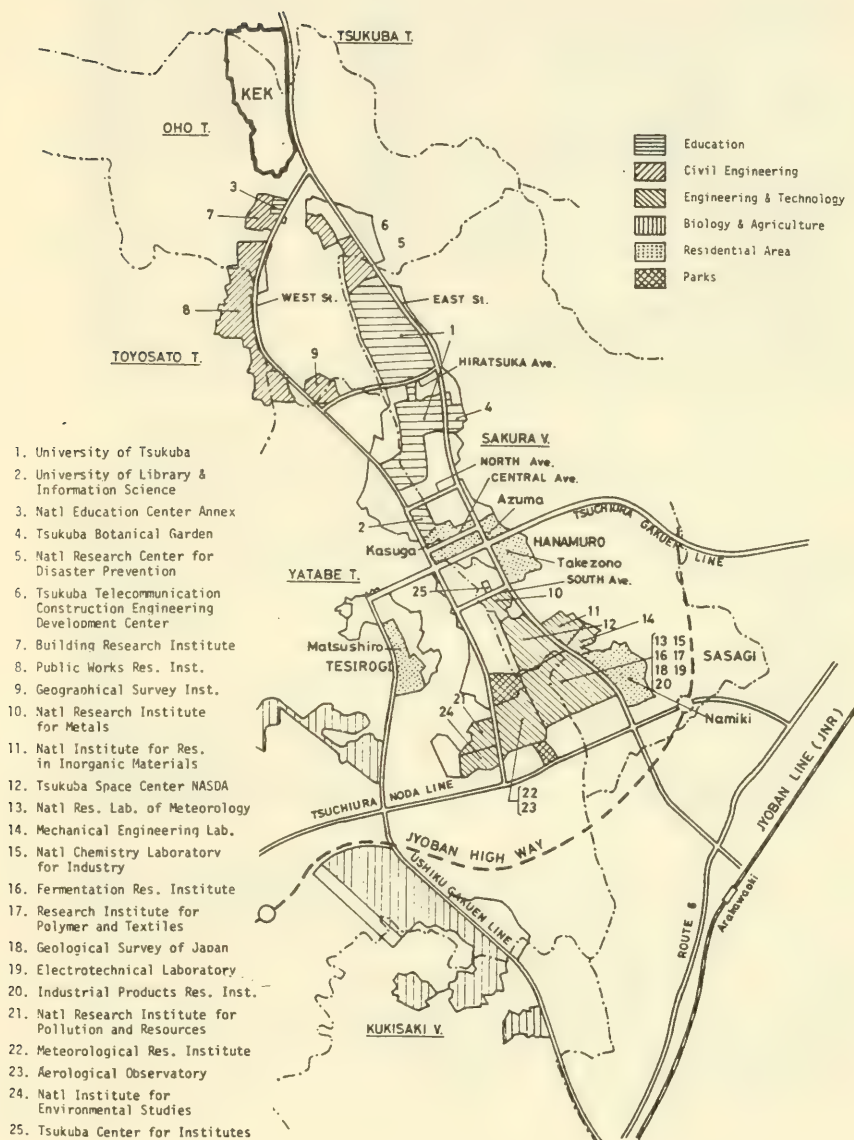 TSUKUBA T.
KEK
OHO T.
Education
Civil Engineering
Engineering & Technology
Biology & Agriculture
Residential Area
Parks
3
7
6
5
WEST St.
EAST St.
8
1
TOYOSATO T.
9
HIRATSUKA Ave.
4
SAKURA V.
NORTH Ave.
CENTRAL Ave.
Azuma
2
TSUCHIURA GAKUEN LINE
Kasuga
HANAMURO
Takezono
YATABE T.
SOUTH Ave.
25
10
11
12
14
Matsushiro
TESIROGI
13 15
16 17
18 19
20
SASAGI
21
24
Namiki
TSUCHIURA NODA LINE
22
23
JYOBAN HIGH WAY
JYOBAN LINE (JNR)
USHIKU GAKUEN LINE
ROUTE 6
Arakawaoki
KUKISAKI V.
1. University of Tsukuba
2. University of Library &
Information Science
3. Natl Education Center Annex
4. Tsukuba Botanical Garden
5. Natl Research Center for
Disaster Prevention
6. Tsukuba Telecommunication
Construction Engineering
Development Center
7. Building Research Institute
8. Public Works Res. Inst.
9. Geographical Survey Inst.
10. Natl Research Institute
for Metals
11. Natl Institute for Res.
in Inorganic Materials
12. Tsukuba Space Center NASDA
13. Natl Res. Lab. of Meteorology
14. Mechanical Engineering Lab.
15. Natl Chemistry Laboratory
for Industry
16. Fermentation Res. Institute
17. Research Institute for
Polymer and Textiles
18. Geological Survey of Japan
19. Electrotechnical Laboratory
20. Industrial Products Res. Inst.
21. Natl Research Institute for
Pollution and Resources
22. Meteorological Res. Institute
23. Aerological Observatory
24. Natl Institute for
Environmental Studies
25. Tsukuba Center for Institutes